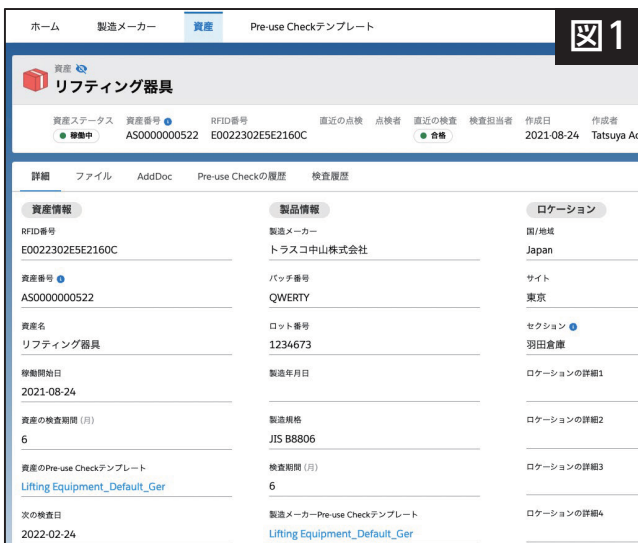 ホーム 製造メーカー 資産 Pre-use Checkテンプレート
図1
資産
リフティング器具
資産ステータス 資産番号 RFID番号 直近の点検 点検者 直近の検査 検査担当者 作成日 作成者
稼働中 AS0000000522 E0022302E5E2160C 合格 2021-08-24 Tatsuya Ad
詳細 ファイル AddDoc Pre-use Checkの履歴 検査履歴
資産情報 製品情報 ロケーション
RFID番号 製造メーカー 国/地域
E0022302E5E2160C トラスコ中山株式会社 Japan
資産番号 バッチ番号 サイト
AS0000000522 QWERTY 東京
資産名 ロット番号 セクション
リフティング器具 1234673 羽田倉庫
稼働開始日 製造年月日 ロケーションの詳細1
2021-08-24
資産の検査期間 (月) 製造規格 ロケーションの詳細2
6 JIS B8806
資産のPre-use Checkテンプレート 検査期間 (月) ロケーションの詳細3
Lifting Equipment_Default_Ger 6
次の検査日 製造メーカーPre-use Checkテンプレート ロケーションの詳細4
2022-02-24 Lifting Equipment_Default_Ger